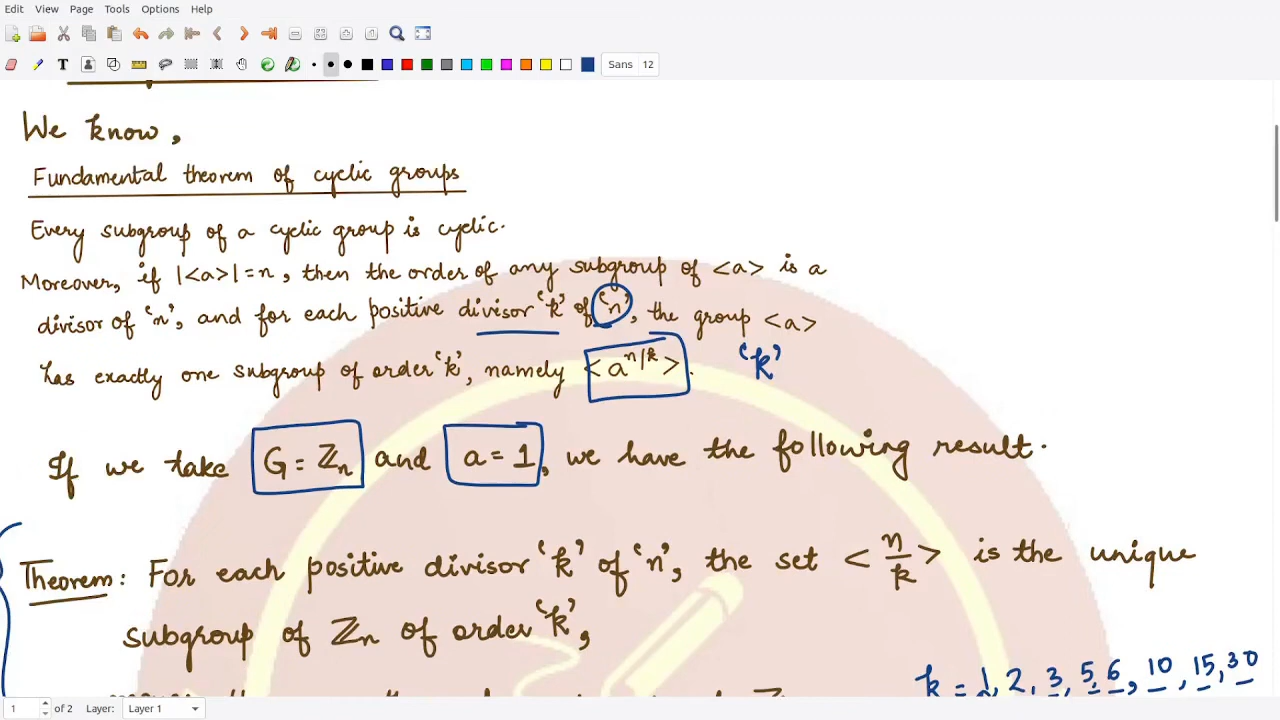 Edit View Page Tools Options Help
Sans 12
We know,
Fundamental theorem of cyclic groups
Every subgroup of a cyclic group is cyclic.
Moreover, if |<a>| = n, then the order of any subgroup of <a> is a
divisor of 'n', and for each positive divisor 'k' of 'n', the group <a>
has exactly one subgroup of order 'k', namely <a^{n/k}>. 'k'
If we take G = ℤₙ and a = 1, we have the following result.
Theorem: For each positive divisor 'k' of 'n', the set <n/k> is the unique
subgroup of ℤₙ of order 'k',
k = 1, 2, 3, 5, 6, 10, 15, 30
1 of 2 Layer: Layer 1